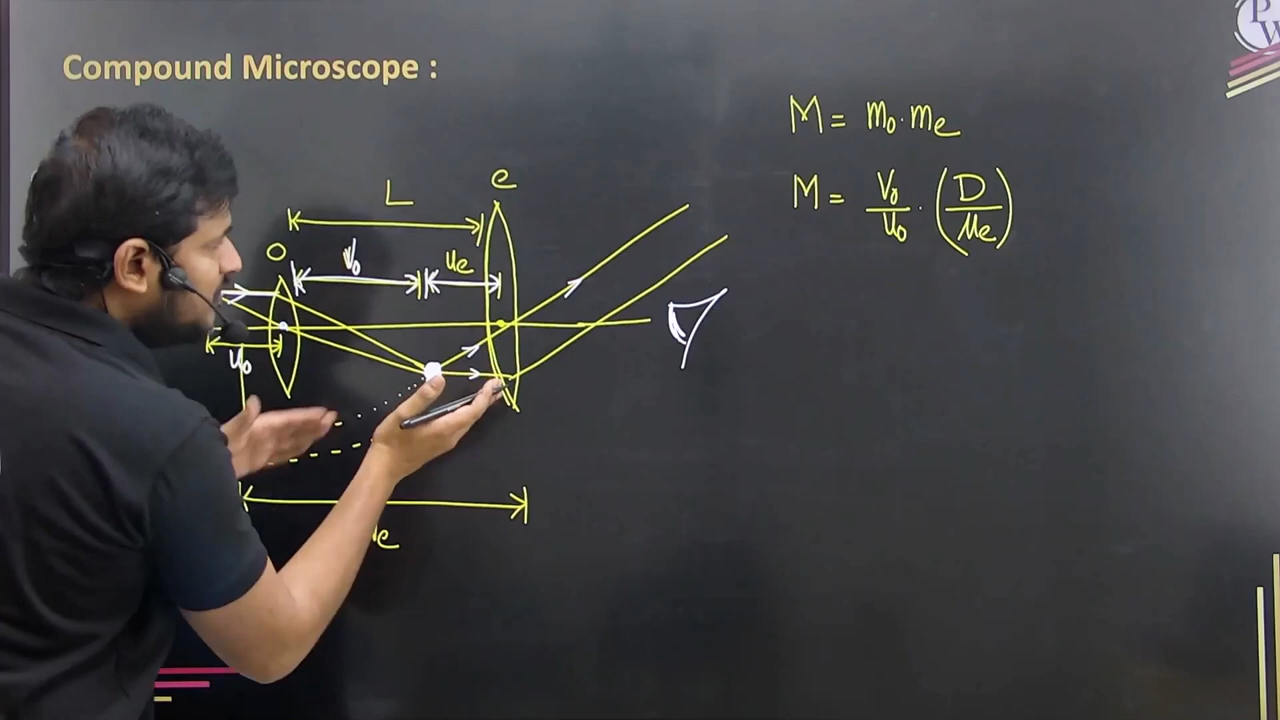 Compound Microscope :
P
W
M = m₀ · mₑ
M = V₀/u₀ · (D/uₑ)
e
L
O
V₀
uₑ
u₀
e